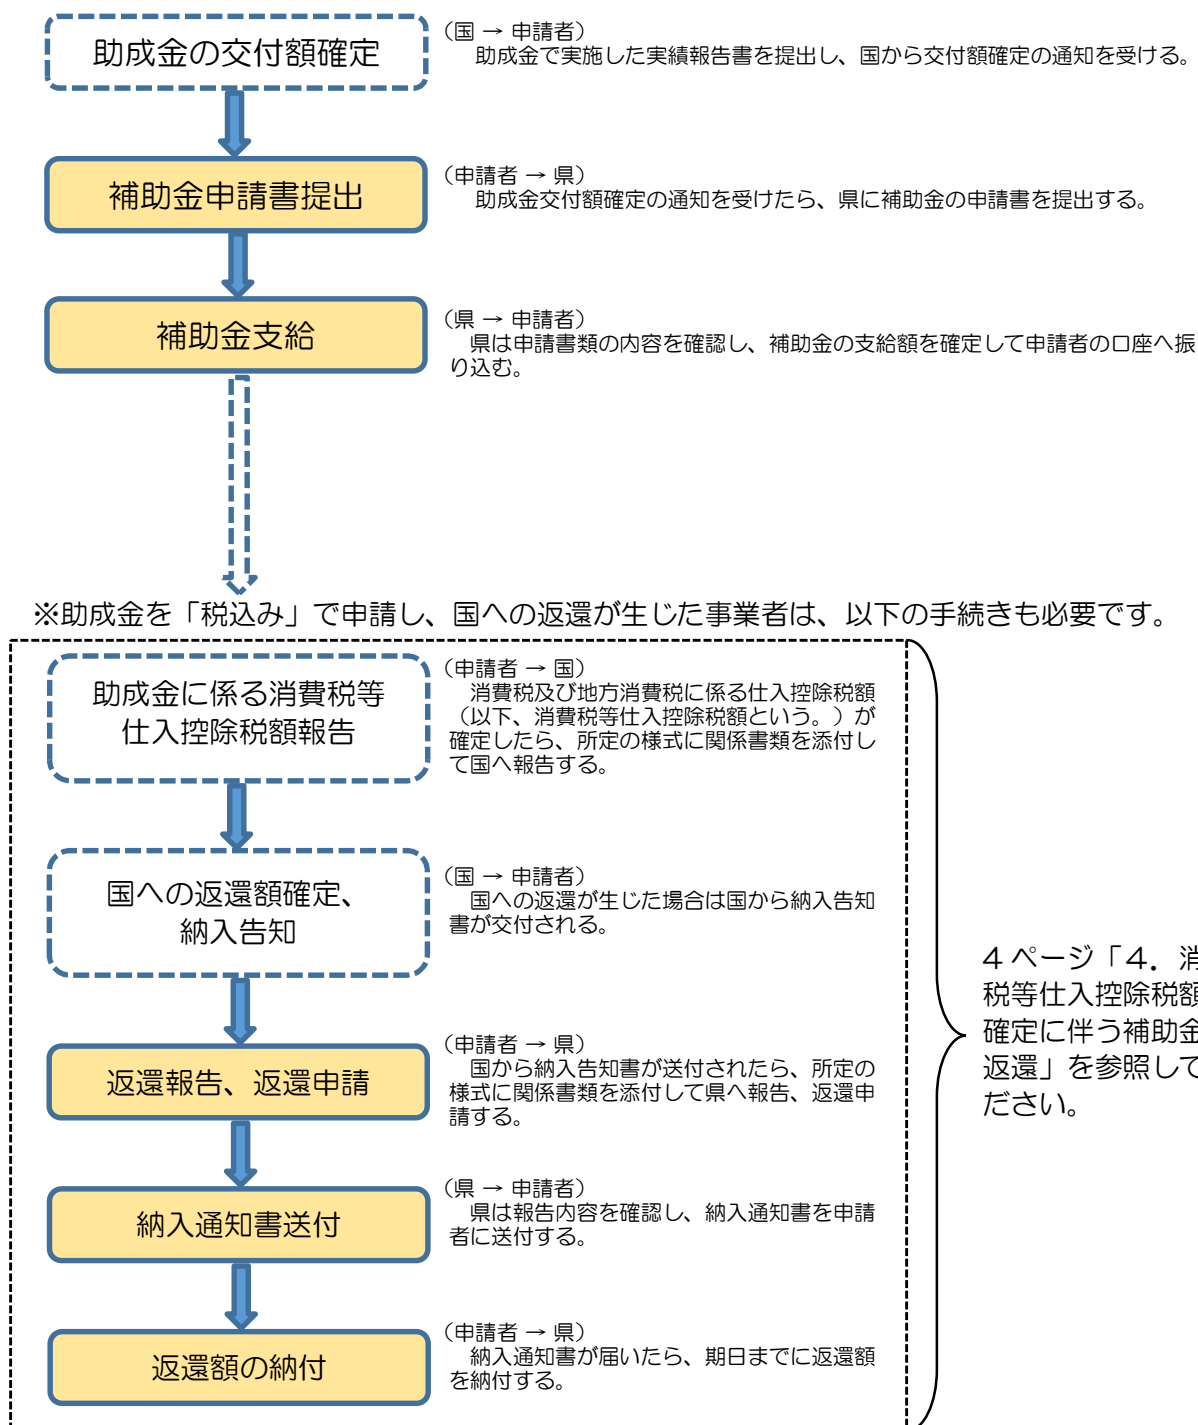 助成金の交付額確定
（国 → 申請者）
助成金で実施した実績報告書を提出し、国から交付額確定の通知を受ける。
補助金申請書提出
（申請者 → 県）
助成金交付額確定の通知を受けたら、県に補助金の申請書を提出する。
補助金支給
（県 → 申請者）
県は申請書類の内容を確認し、補助金の支給額を確定して申請者の口座へ振
り込む。
※助成金を「税込み」で申請し、国への返還が生じた事業者は、以下の手続きも必要です。
助成金に係る消費税等
仕入控除税額報告
（申請者 → 国）
消費税及び地方消費税に係る仕入控除税額
（以下、消費税等仕入控除税額という。）が
確定したら、所定の様式に関係書類を添付し
て国へ報告する。
国への返還額確定、
納入告知
（国 → 申請者）
国への返還が生じた場合は国から納入告知
書が交付される。
返還報告、返還申請
（申請者 → 県）
国から納入告知書が送付されたら、所定の
様式に関係書類を添付して県へ報告、返還申
請する。
納入通知書送付
（県 → 申請者）
県は報告内容を確認し、納入通知書を申請
者に送付する。
返還額の納付
（申請者 → 県）
納入通知書が届いたら、期日までに返還額
を納付する。
４ページ「４．消
税等仕入控除税額
確定に伴う補助金
返還」を参照して
ださい。